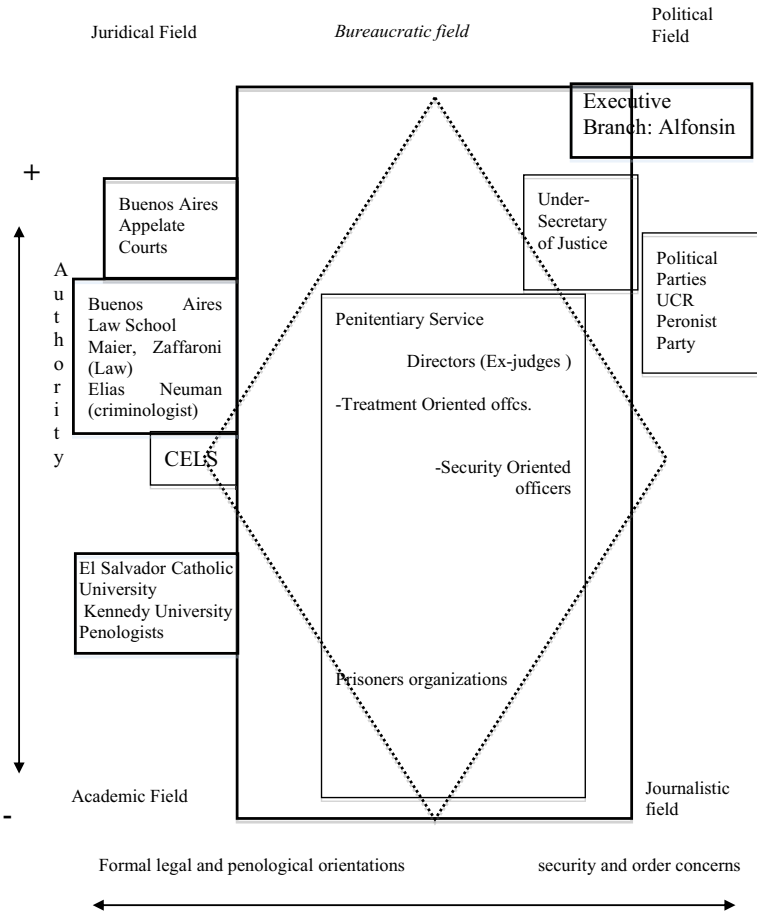 Juridical Field
Bureaucratic field
Political
Field
Executive
Branch: Alfonsin
+
Buenos Aires
Appelate
Courts
Under-
Secretary
of Justice
Political
Parties
UCR
Peronist
Party
Authority
Buenos Aires
Law School
Maier, Zaffaroni
(Law)
Elias Neuman
(criminologist)
Penitentiary Service
Directors (Ex-judges )
-Treatment Oriented offcs.
CELS
-Security Oriented
officers
El Salvador Catholic
University
Kennedy University
Penologists
Prisoners organizations
Academic Field
Journalistic
field
-
Formal legal and penological orientations
security and order concerns